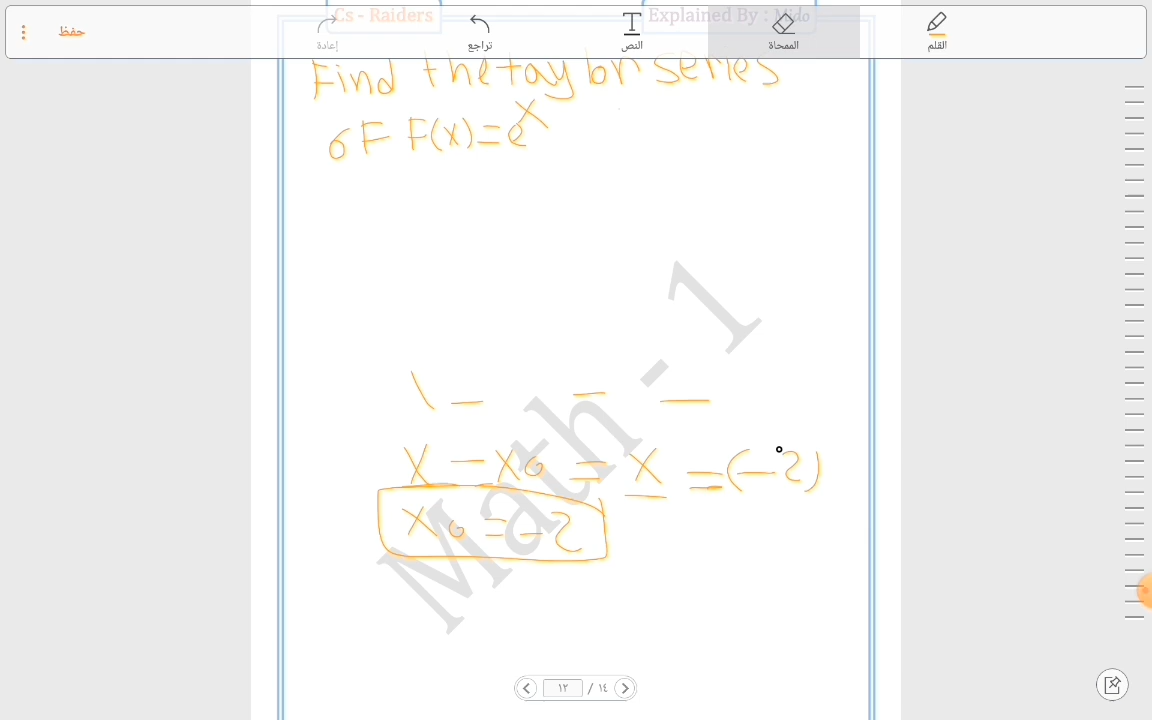 Cs - Raiders
Explained By : Mido
حفظ
إعادة
تراجع
النص
الممحاة
القلم
Find the taylor series
of F(x)=e^x
x - x0 = x = (-2)
x0 = -2
Math - 1
١٢ / ١٤